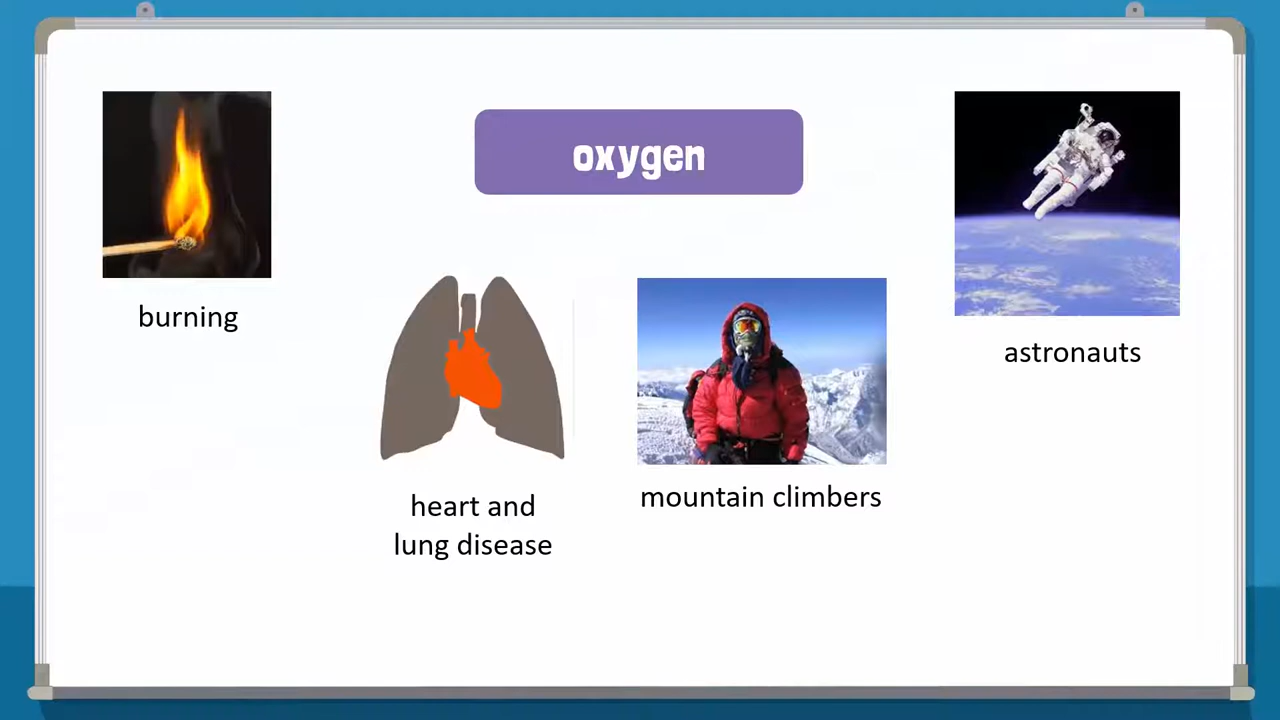 oxygen
burning
astronauts
heart and
lung disease
mountain climbers